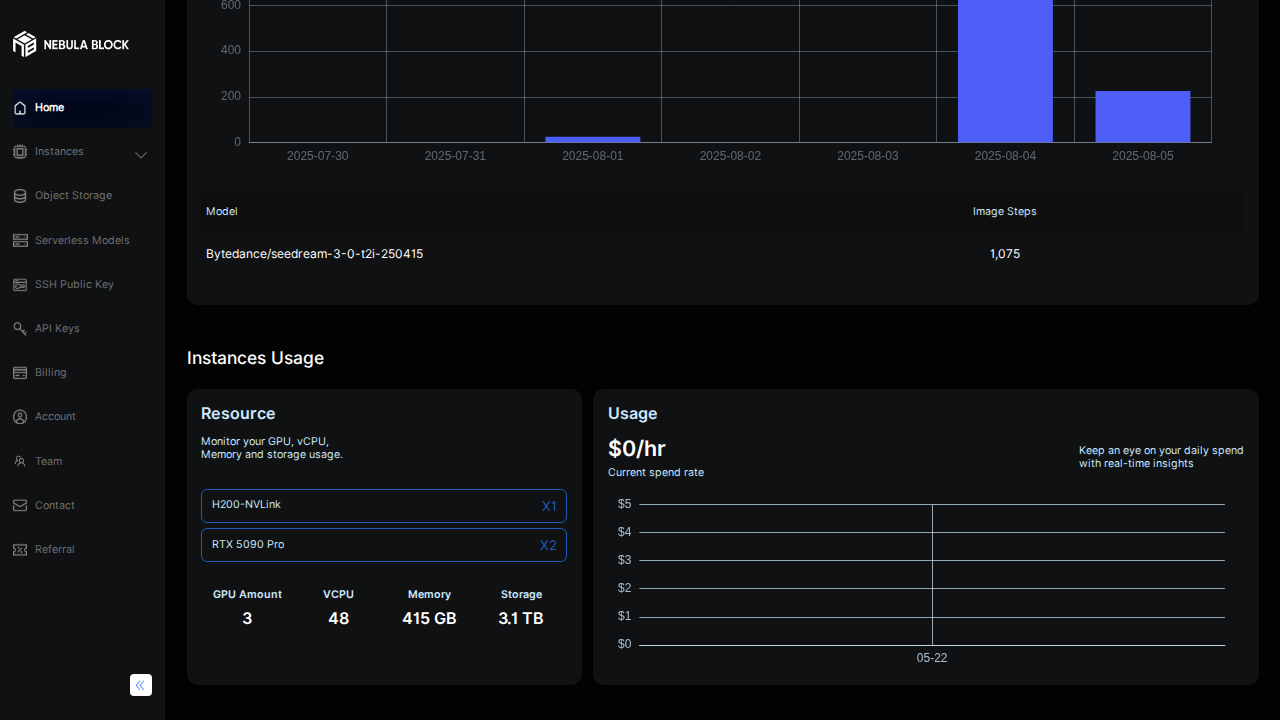 NEBULA BLOCK
Home
Instances
Object Storage
Serverless Models
SSH Public Key
API Keys
Billing
Account
Team
Contact
Referral
600
400
200
0
2025-07-30 2025-07-31 2025-08-01 2025-08-02 2025-08-03 2025-08-04 2025-08-05
Model Image Steps
Bytedance/seedream-3-0-t2i-250415 1,075
Instances Usage
Resource
Monitor your GPU, vCPU,
Memory and storage usage.
H200-NVLink X1
RTX 5090 Pro X2
GPU Amount VCPU Memory Storage
3 48 415 GB 3.1 TB
Usage
$0/hr
Current spend rate
Keep an eye on your daily spend
with real-time insights
$5
$4
$3
$2
$1
$0
05-22